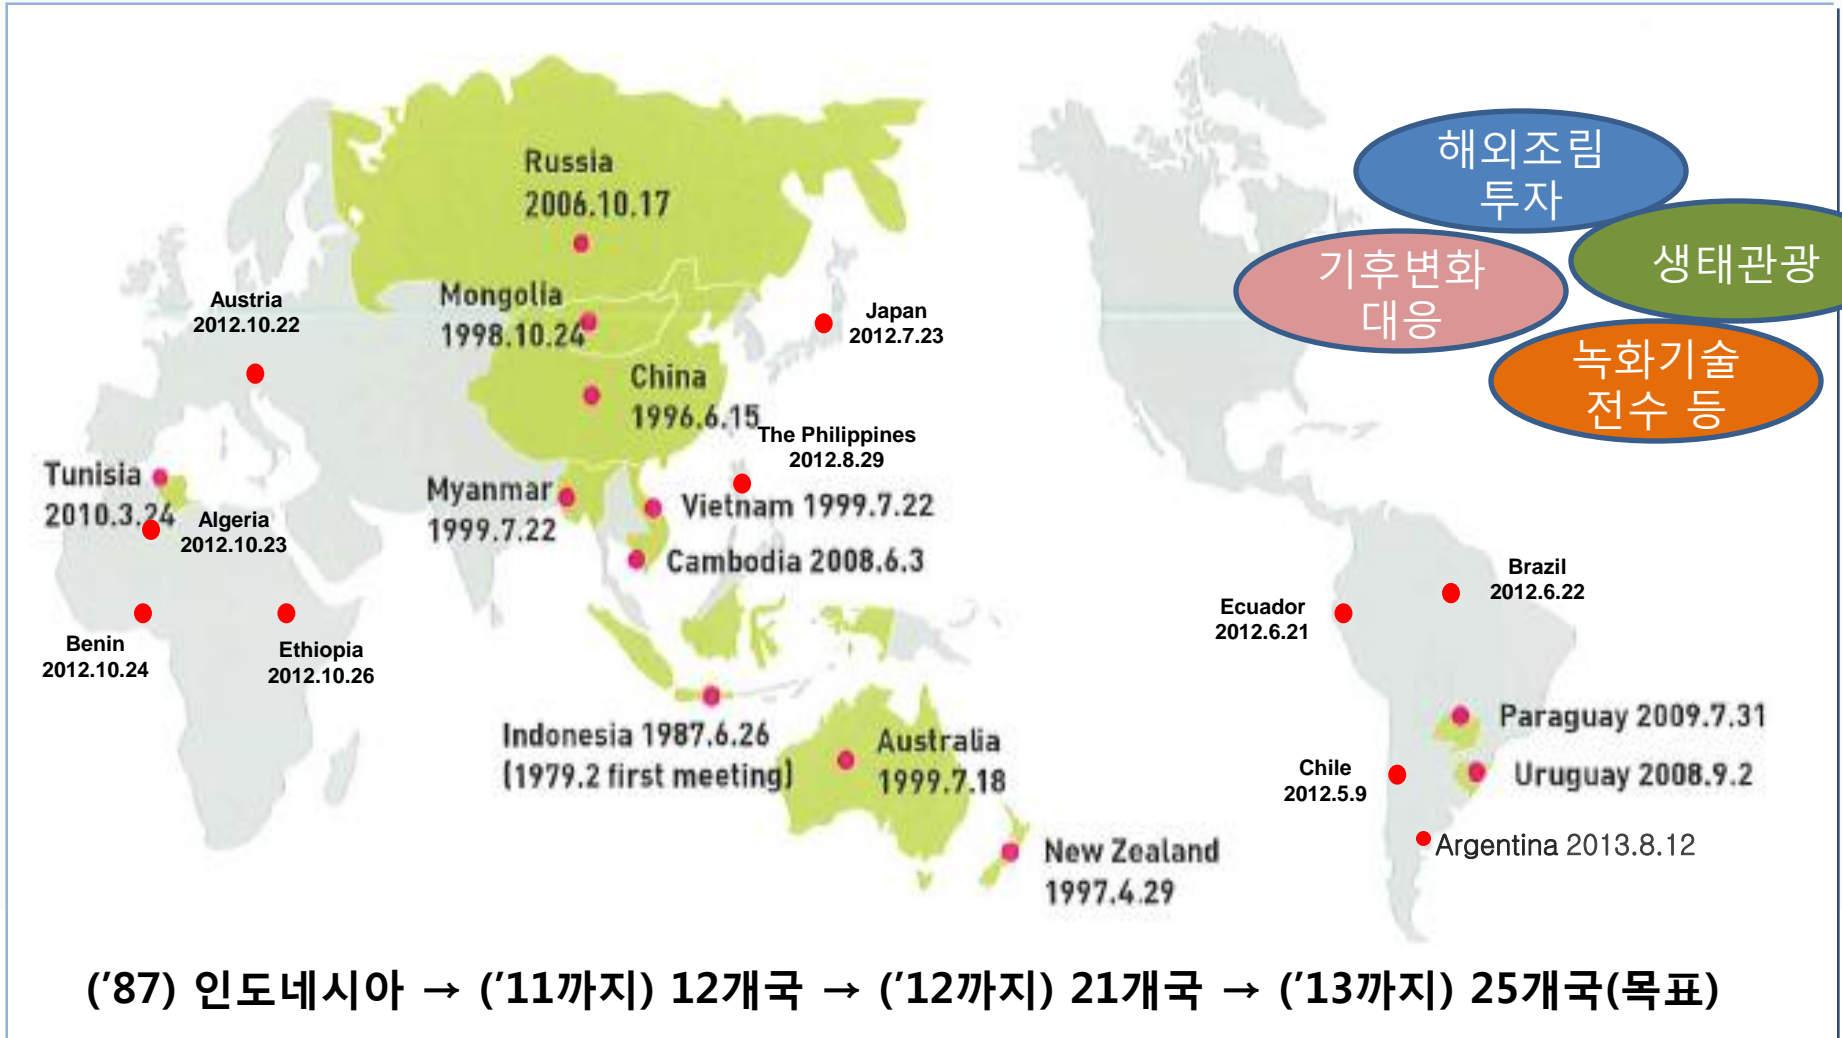 해외조림
투자
생태관광
기후변화
대응
녹화기술
전수 등
Russia
2006.10.17
Mongolia
1998.10.24
Austria
2012.10.22
Japan
2012.7.23
China
1996.6.15
The Philippines
2012.8.29
Tunisia
2010.3.24
Algeria
2012.10.23
Myanmar
1999.7.22
Vietnam 1999.7.22
Cambodia 2008.6.3
Benin
2012.10.24
Ethiopia
2012.10.26
Indonesia 1987.6.26
(1979.2 first meeting)
Australia
1999.7.18
New Zealand
1997.4.29
Brazil
2012.6.22
Ecuador
2012.6.21
Paraguay 2009.7.31
Chile
2012.5.9
Uruguay 2008.9.2
Argentina 2013.8.12
(’87) 인도네시아 → (’11까지) 12개국 → (’12까지) 21개국 → (’13까지) 25개국(목표)